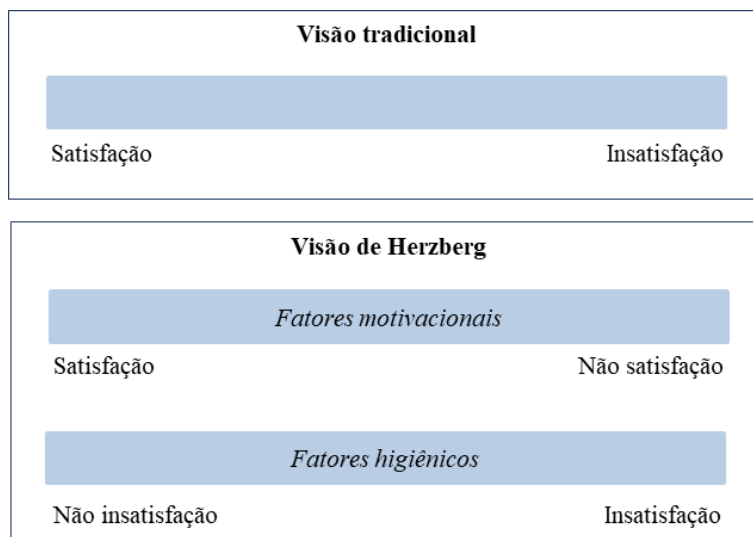 Visão tradicional
Satisfação Insatisfação
Visão de Herzberg
Fatores motivacionais
Satisfação Não satisfação
Fatores higiênicos
Não insatisfação Insatisfação